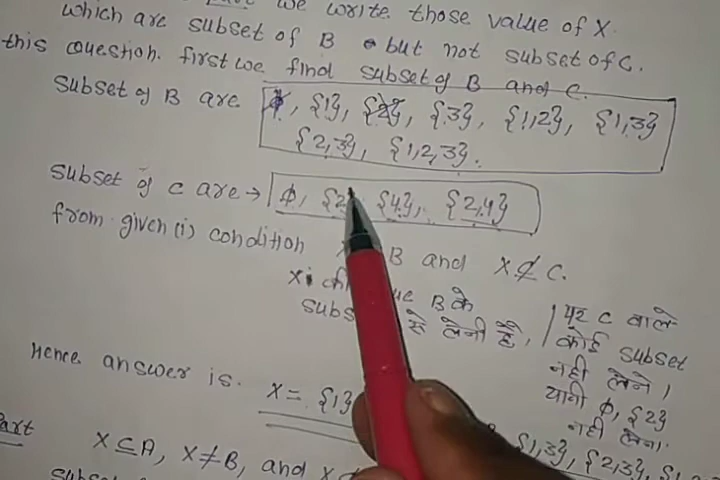 we write those value of X
which are subset of B but not subset of C.
this question. first we find subset of B and C.
Subset of B are ϕ, {1}, {2}, {3}, {1,2}, {1,3}
{2,3}, {1,2,3}.
subset of C are → ϕ, {2 {4}, {2,4}
from given (i) condition B and X⊄C.
B के
से लेनी है,
पर C वाले
कोई subset
नही लेने।
यानी ϕ, {2}
नही लेना।
Hence answer is. X = {1}
{1,3}, {2,3},
Part
X⊆A, X≠B, and X